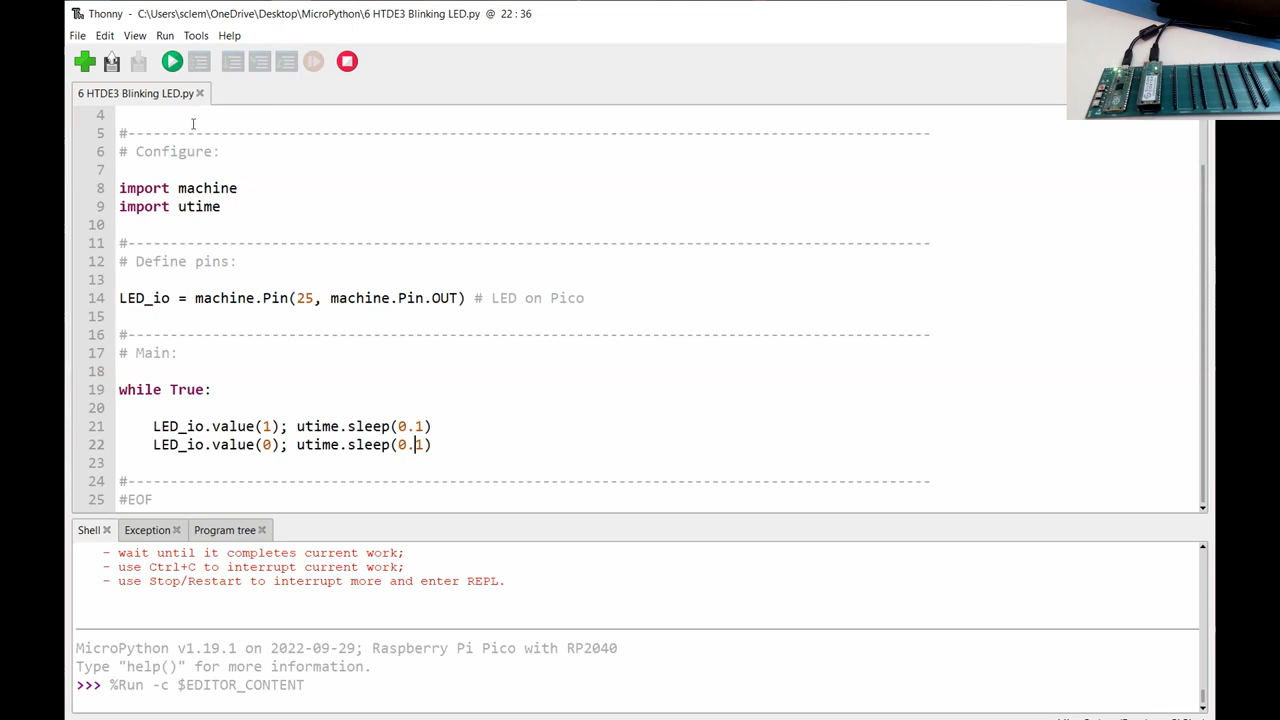 Thonny - C:\Users\sclem\OneDrive\Desktop\MicroPython\6 HTDE3 Blinking LED.py @ 22 : 36
File Edit View Run Tools Help
6 HTDE3 Blinking LED.py
4
5 #-----------------------------------------------------------------------------------------------
6 # Configure:
7
8 import machine
9 import utime
10
11 #-----------------------------------------------------------------------------------------------
12 # Define pins:
13
14 LED_io = machine.Pin(25, machine.Pin.OUT) # LED on Pico
15
16 #-----------------------------------------------------------------------------------------------
17 # Main:
18
19 while True:
20
21 LED_io.value(1); utime.sleep(0.1)
22 LED_io.value(0); utime.sleep(0.1)
23
24 #-----------------------------------------------------------------------------------------------
25 #EOF
Shell Exception Program tree
- wait until it completes current work;
- use Ctrl+C to interrupt current work;
- use Stop/Restart to interrupt more and enter REPL.
MicroPython v1.19.1 on 2022-09-29; Raspberry Pi Pico with RP2040
Type "help()" for more information.
>>> %Run -c $EDITOR_CONTENT